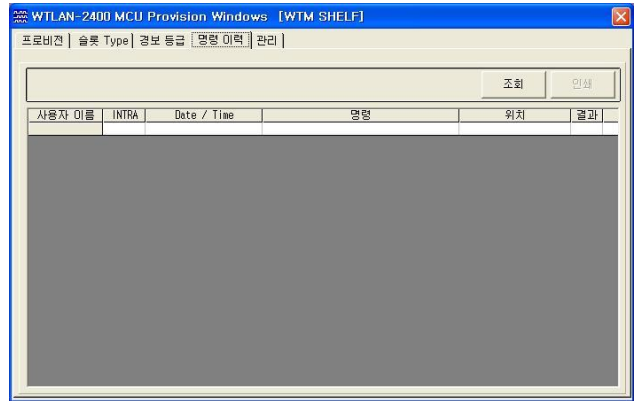 WTLAN-2400 MCU Provision Windows [WTM SHELF]
프로비젼 슬롯 Type 경보 등급 명령 이력 관리
조회 인쇄
사용자 이름 INTRA Date / Time 명령 위치 결과